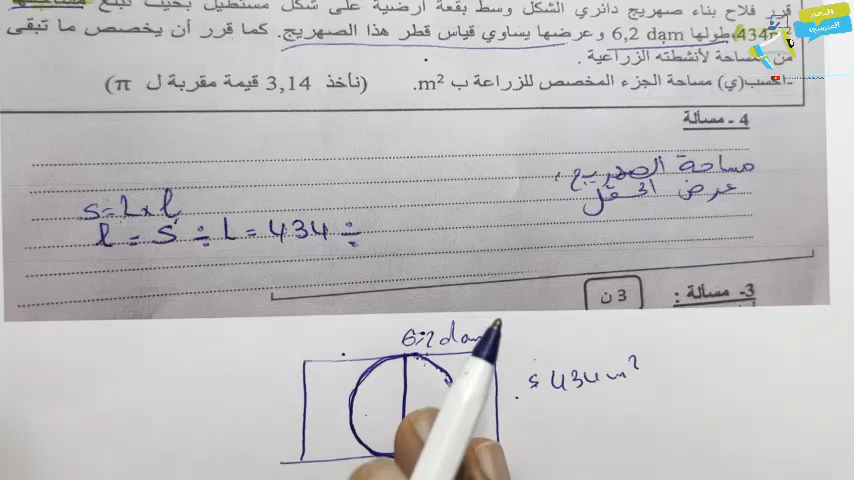 قرر فلاح بناء صهريج دائري الشكل وسط بقعة أرضية على شكل مستطيل بحيث تبلغ مساحتها
434m² طولها 6,2 dam وعرضها يساوي قياس قطر هذا الصهريج. كما قرر أن يخصص ما تبقى
من المساحة لأنشطته الزراعية .
-أحسب(ي) مساحة الجزء المخصص للزراعة ب m². (نأخذ 3,14 قيمة مقربة ل π)
4 - مسألة
مساحة الصهريج
عرض الحقل
S = L x l
l = S ÷ L = 434 ÷
3- مسألة :
3 ن
6,2 dam
S 434 m²